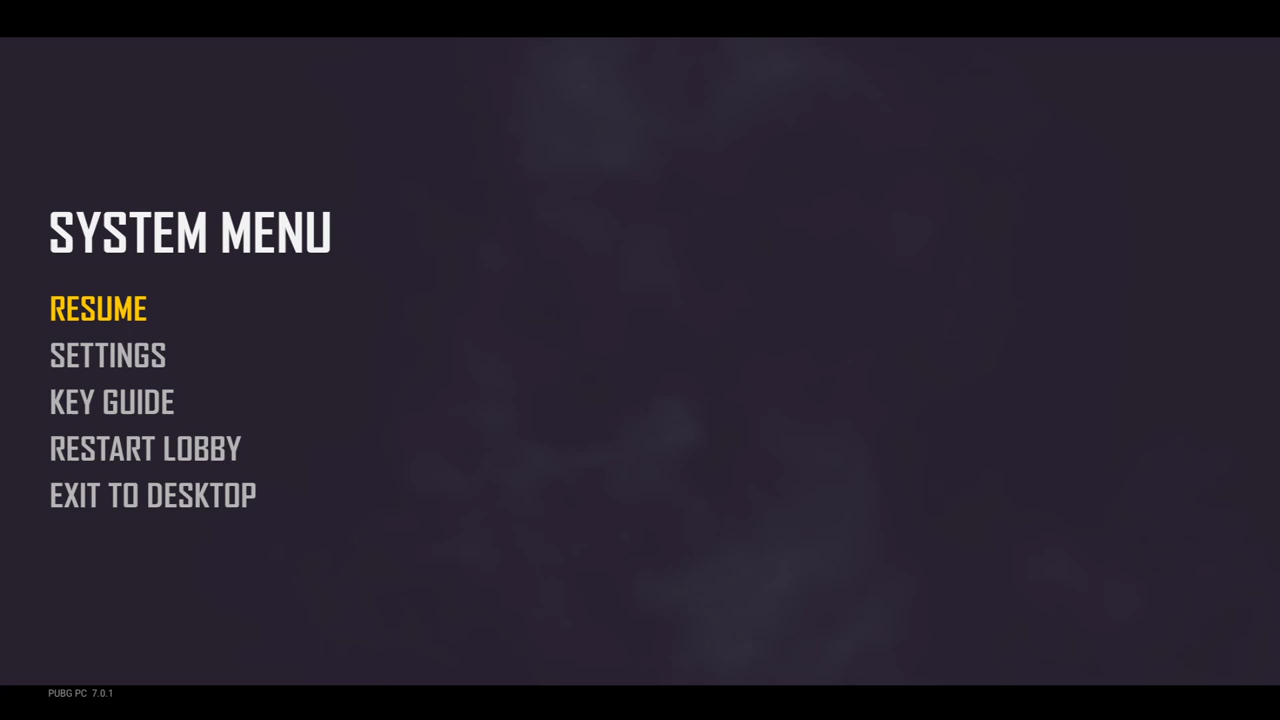 SYSTEM MENU
RESUME
SETTINGS
KEY GUIDE
RESTART LOBBY
EXIT TO DESKTOP
PUBG PC 7.0.1